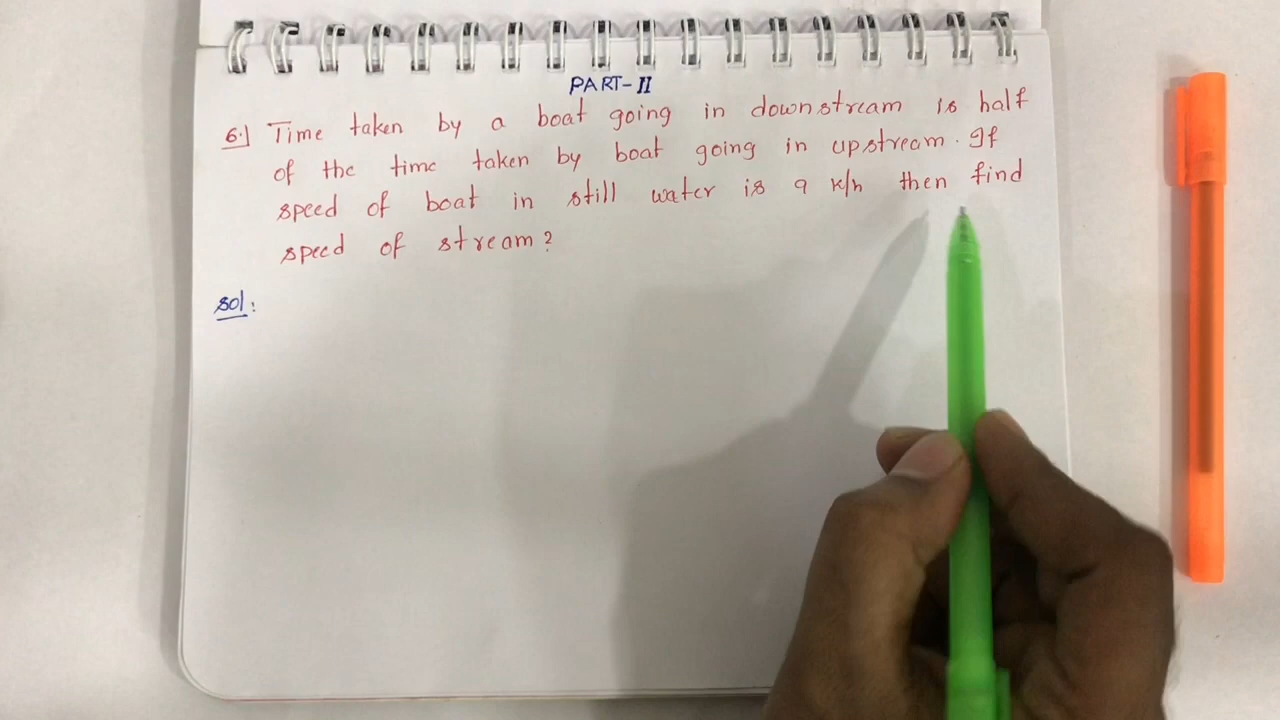 PART-II
6.) Time taken by a boat going in downstream is half
of the time taken by boat going in upstream. If
speed of boat in still water is 9 k/h then find
speed of stream?
Sol: